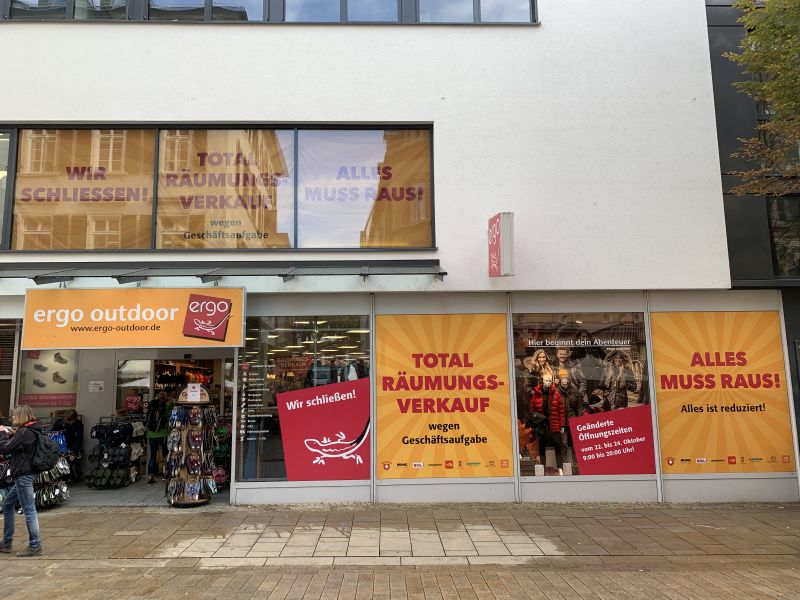 WIR
SCHLIESSEN!
TOTAL
RÄUMUNGS-
VERKAUF
wegen
Geschäftsaufgabe
ALLES
MUSS RAUS!
ergo
ergo outdoor
www.ergo-outdoor.de
ergo
Wir schließen!
TOTAL
RÄUMUNGS-
VERKAUF
wegen
Geschäftsaufgabe
Hier beginnt dein Abenteuer
Geänderte
Öffnungszeiten
vom 22. bis 24. Oktober
9:00 bis 20:00 Uhr!
ALLES
MUSS RAUS!
Alles ist reduziert!